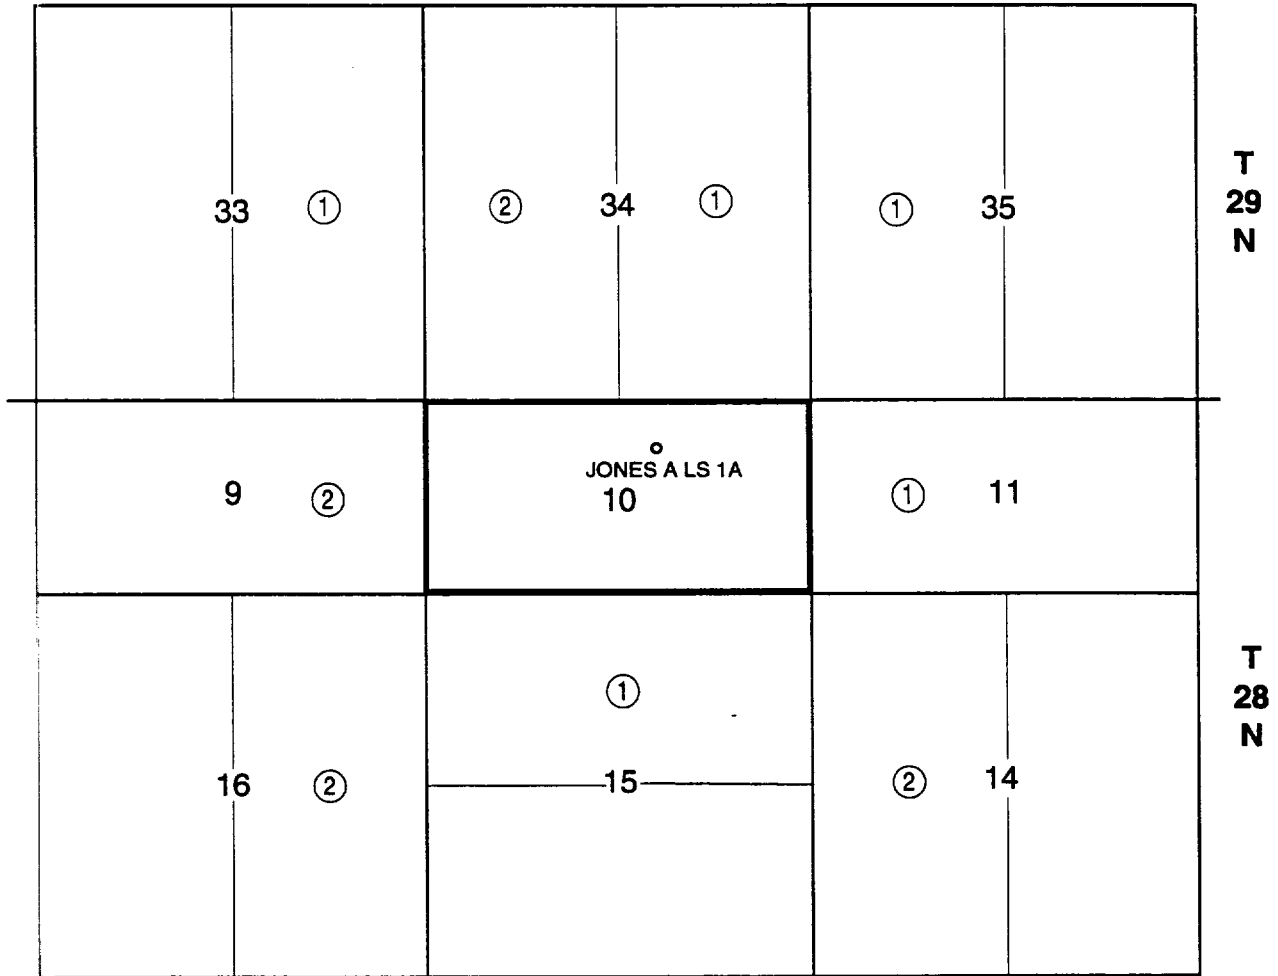 33 ① ② 34 ① ① 35
T
29
N
JONES A LS 1A
9 ② 10 ① 11
①
T
28
N
16 ② 15 ② 14